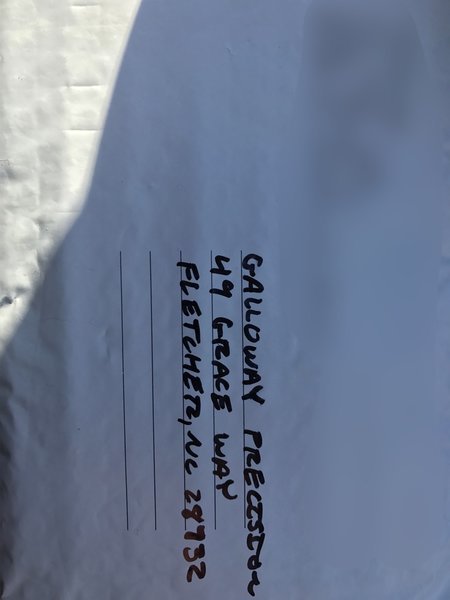 GALLOWAY PRECISION
49 GRACE WAY
FLETCHER, NC 28732